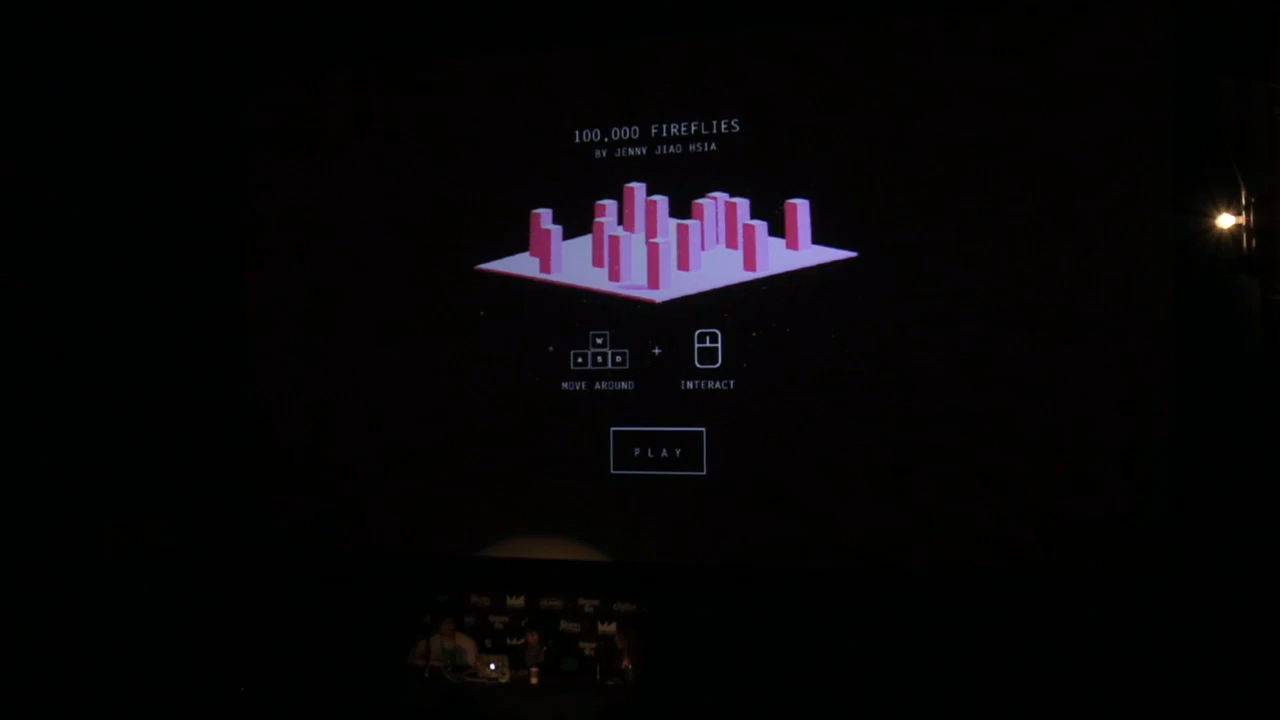 100,000 FIREFLIES
BY JENNY JIAO HSIA
W
A S D
MOVE AROUND
+
INTERACT
PLAY